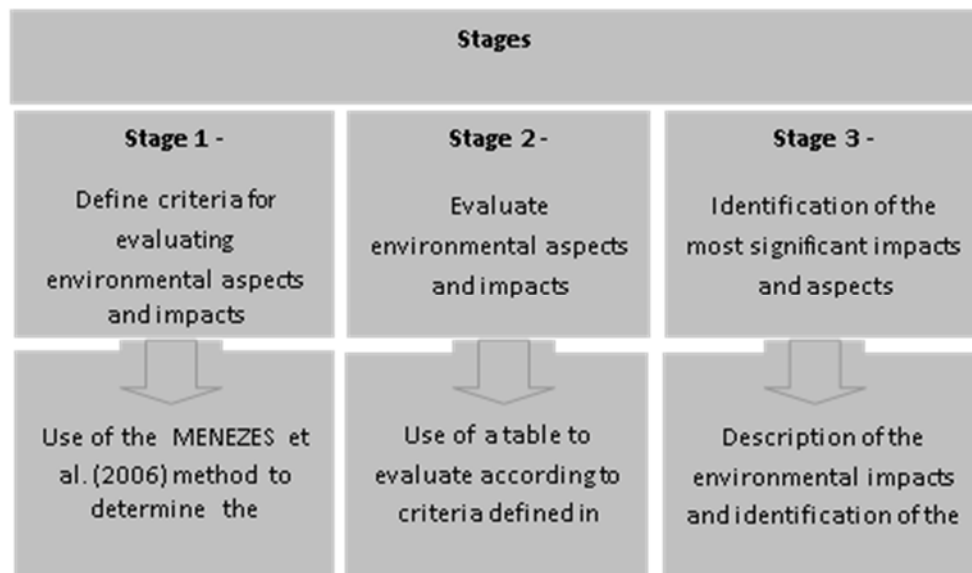 Stages
Stage 1 -
Define criteria for
evaluating
environmental aspects
and impacts
Stage 2 -
Evaluate
environmental aspects
and impacts
Stage 3 -
Identification of the
most significant impacts
and aspects
Use of the MENEZES et
al. (2006) method to
determine the
Use of a table to
evaluate according to
criteria defined in
Description of the
environmental impacts
and identification of the